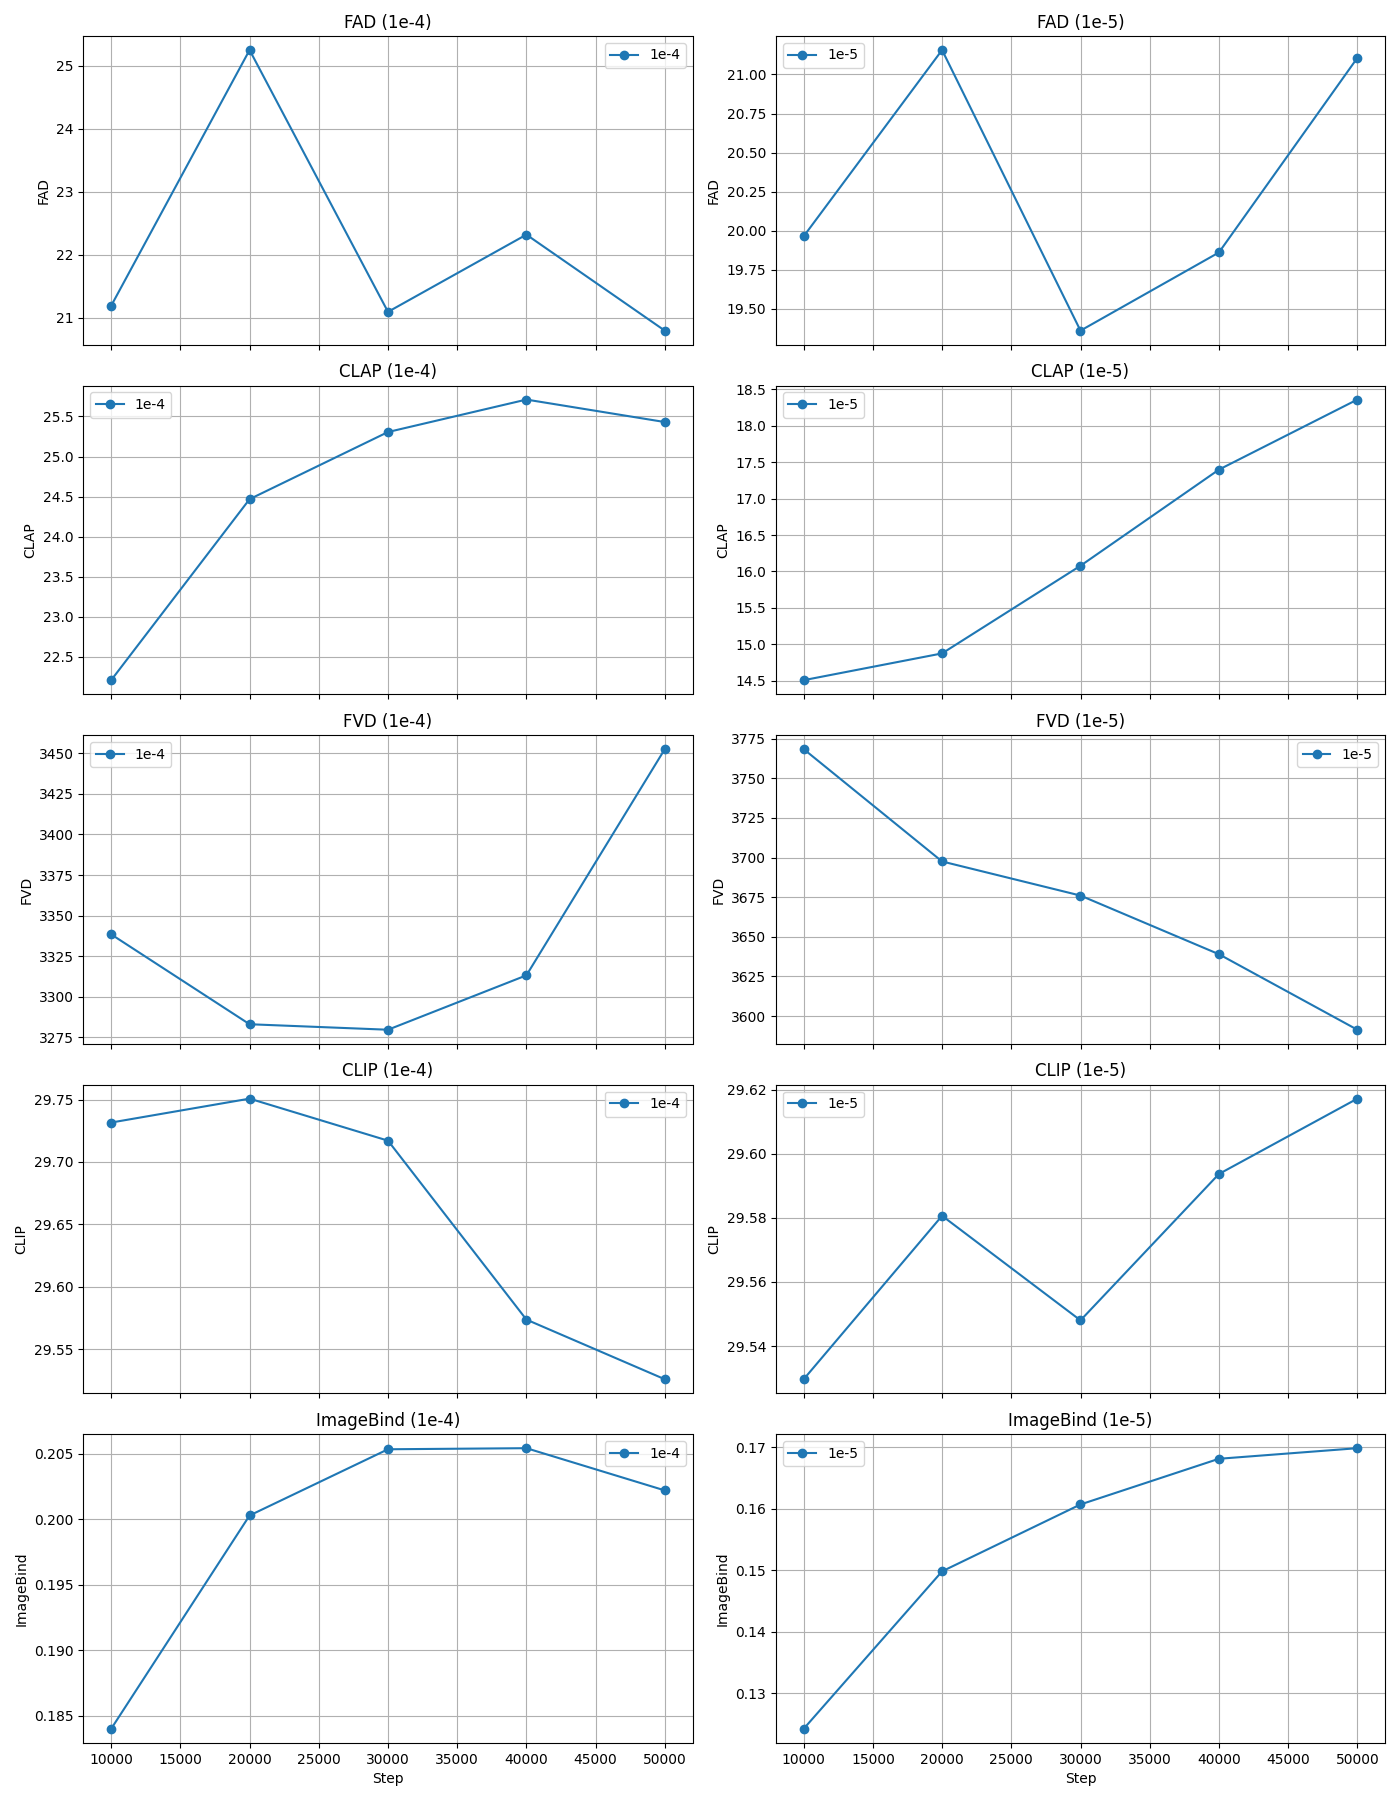 FAD (1e-4)
1e-4
25
24
23
22
21
FAD
FAD (1e-5)
1e-5
21.00
20.75
20.50
20.25
20.00
19.75
19.50
FAD
CLAP (1e-4)
1e-4
25.5
25.0
24.5
24.0
23.5
23.0
22.5
CLAP
CLAP (1e-5)
1e-5
18.5
18.0
17.5
17.0
16.5
16.0
15.5
15.0
14.5
CLAP
FVD (1e-4)
1e-4
3450
3425
3400
3375
3350
3325
3300
3275
FVD
FVD (1e-5)
1e-5
3775
3750
3725
3700
3675
3650
3625
3600
FVD
CLIP (1e-4)
1e-4
29.75
29.70
29.65
29.60
29.55
CLIP
CLIP (1e-5)
1e-5
29.62
29.60
29.58
29.56
29.54
CLIP
ImageBind (1e-4)
1e-4
0.205
0.200
0.195
0.190
0.185
ImageBind
10000 15000 20000 25000 30000 35000 40000 45000 50000
Step
ImageBind (1e-5)
1e-5
0.17
0.16
0.15
0.14
0.13
ImageBind
10000 15000 20000 25000 30000 35000 40000 45000 50000
Step